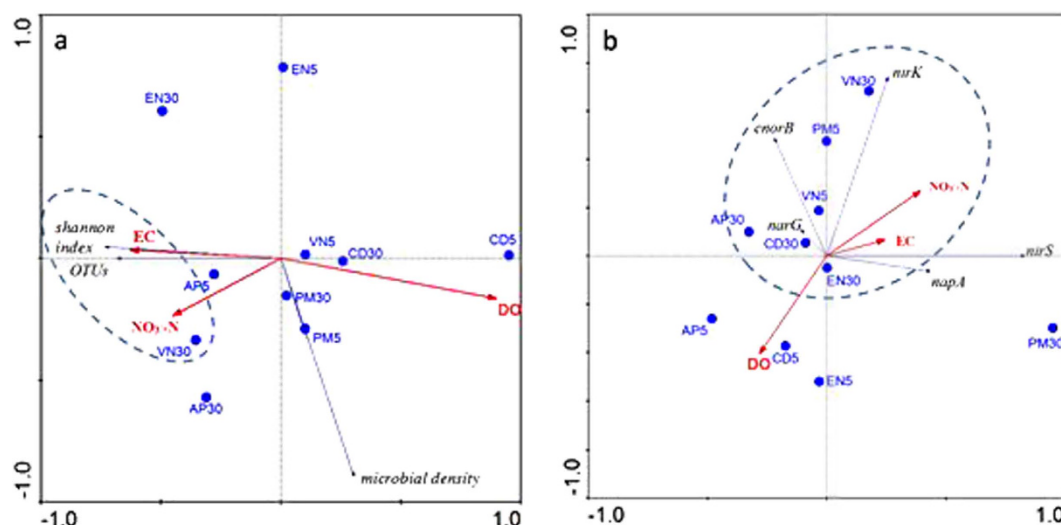 a
1.0
-1.0
-1.0
1.0
EN5
EN30
shannon
index
EC
OTUs
VN5
CD30
CD5
AP5
PM30
DO
NO₃-N
PM5
VN30
AP30
microbial density
b
1.0
-1.0
-1.0
1.0
VN30
nirK
cnorB
PM5
NO₃-N
VN5
AP30
narG
CD30
EC
nirS
EN30
napA
AP5
PM30
DO
CD5
EN5